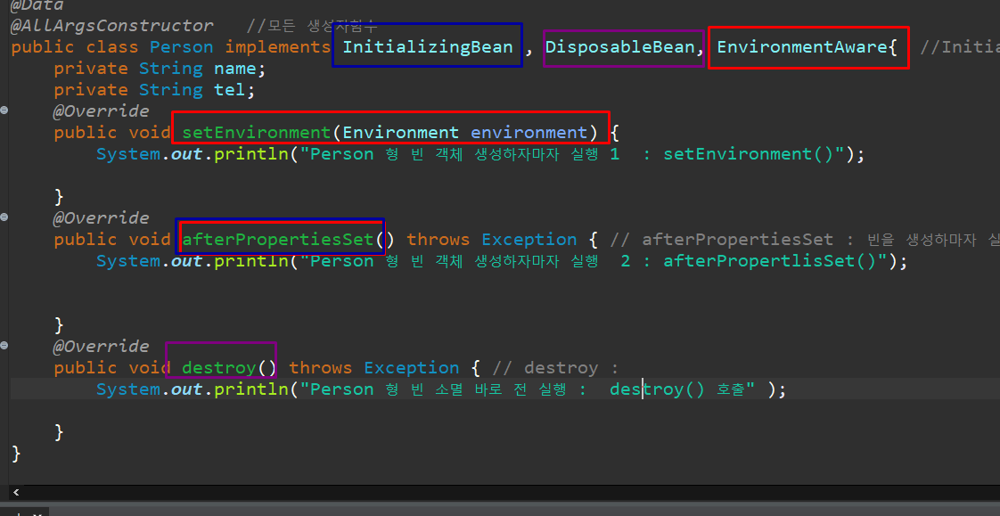 @Data
@AllArgsConstructor //모든 생성자함수
public class Person implements InitializingBean , DisposableBean, EnvironmentAware{ //Initi
private String name;
private String tel;
@Override
public void setEnvironment(Environment environment) {
System.out.println("Person 형 빈 객체 생성하자마자 실행 1 : setEnvironment()");
}
@Override
public void afterPropertiesSet() throws Exception { // afterPropertiesSet : 빈을 생성하마자 실
System.out.println("Person 형 빈 객체 생성하자마자 실행 2 : afterPropertlisSet()");
}
@Override
public void destroy() throws Exception { // destroy :
System.out.println("Person 형 빈 소멸 바로 전 실행 : destroy() 호출" );
}
}